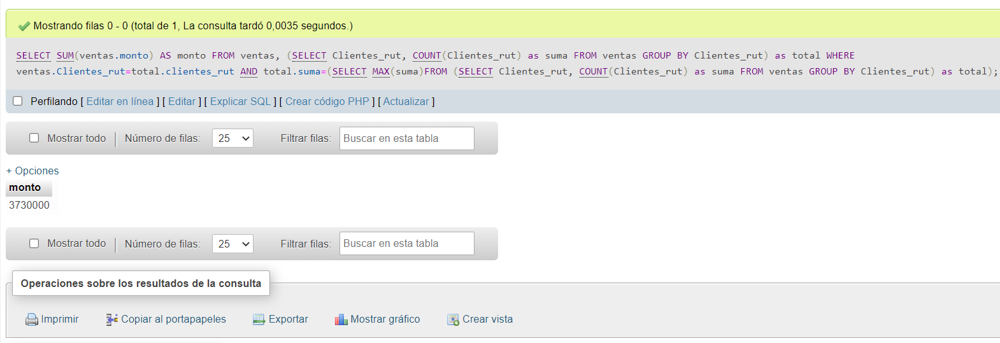 Mostrando filas 0 - 0 (total de 1, La consulta tardó 0,0035 segundos.)
SELECT SUM(ventas.monto) AS monto FROM ventas, (SELECT Clientes_rut, COUNT(Clientes_rut) as suma FROM ventas GROUP BY Clientes_rut) as total WHERE
ventas.Clientes_rut=total.clientes_rut AND total.suma=(SELECT MAX(suma)FROM (SELECT Clientes_rut, COUNT(Clientes_rut) as suma FROM ventas GROUP BY Clientes_rut) as total);
Perfilando [ Editar en línea ] [ Editar ] [ Explicar SQL ] [ Crear código PHP ] [ Actualizar ]
Mostrar todo | Número de filas: 25 Filtrar filas: Buscar en esta tabla
+ Opciones
monto
3730000
Mostrar todo | Número de filas: 25 Filtrar filas: Buscar en esta tabla
Operaciones sobre los resultados de la consulta
Imprimir Copiar al portapapeles Exportar Mostrar gráfico Crear vista